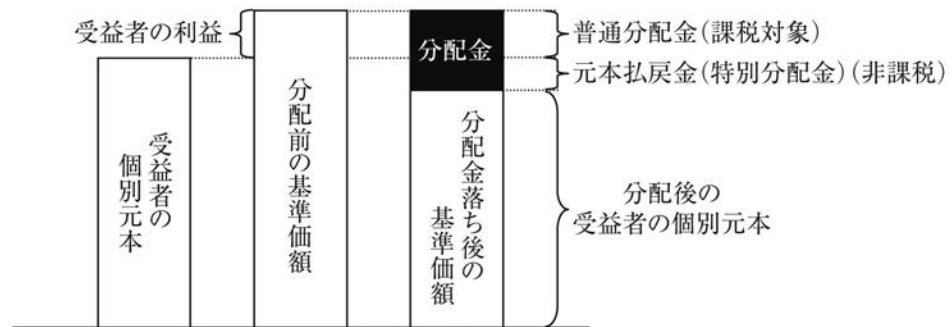 受益者の利益
受益者の
個別元本
分配前の基準価額
分配金
分配金落ち後の
基準価額
普通分配金(課税対象)
元本払戻金(特別分配金)(非課税)
分配後の
受益者の個別元本